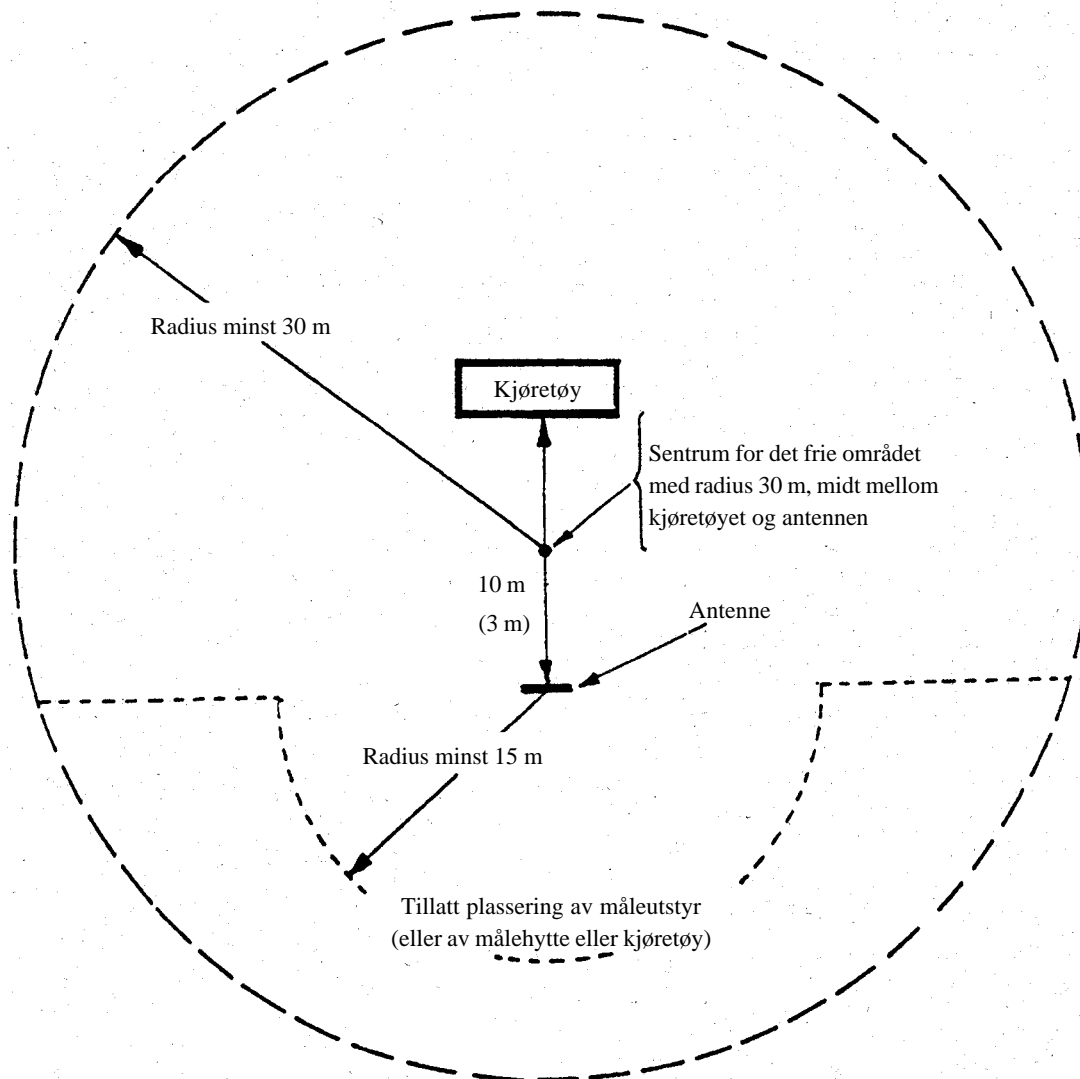 Radius minst 30 m
Kjøretøy
Sentrum for det frie området
med radius 30 m, midt mellom
kjøretøyet og antennen
10 m
(3 m)
Antenne
Radius minst 15 m
Tillatt plassering av måleutstyr
(eller av målehytte eller kjøretøy)